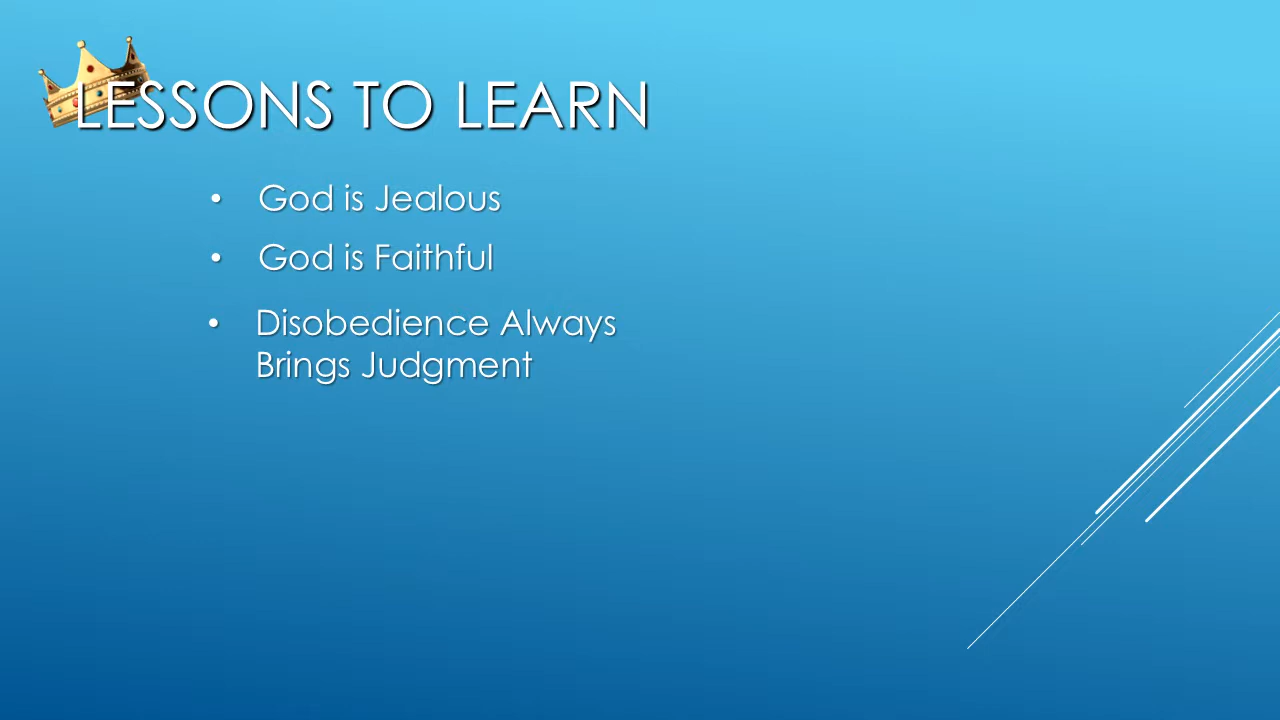 LESSONS TO LEARN
• God is Jealous
• God is Faithful
• Disobedience Always
Brings Judgment